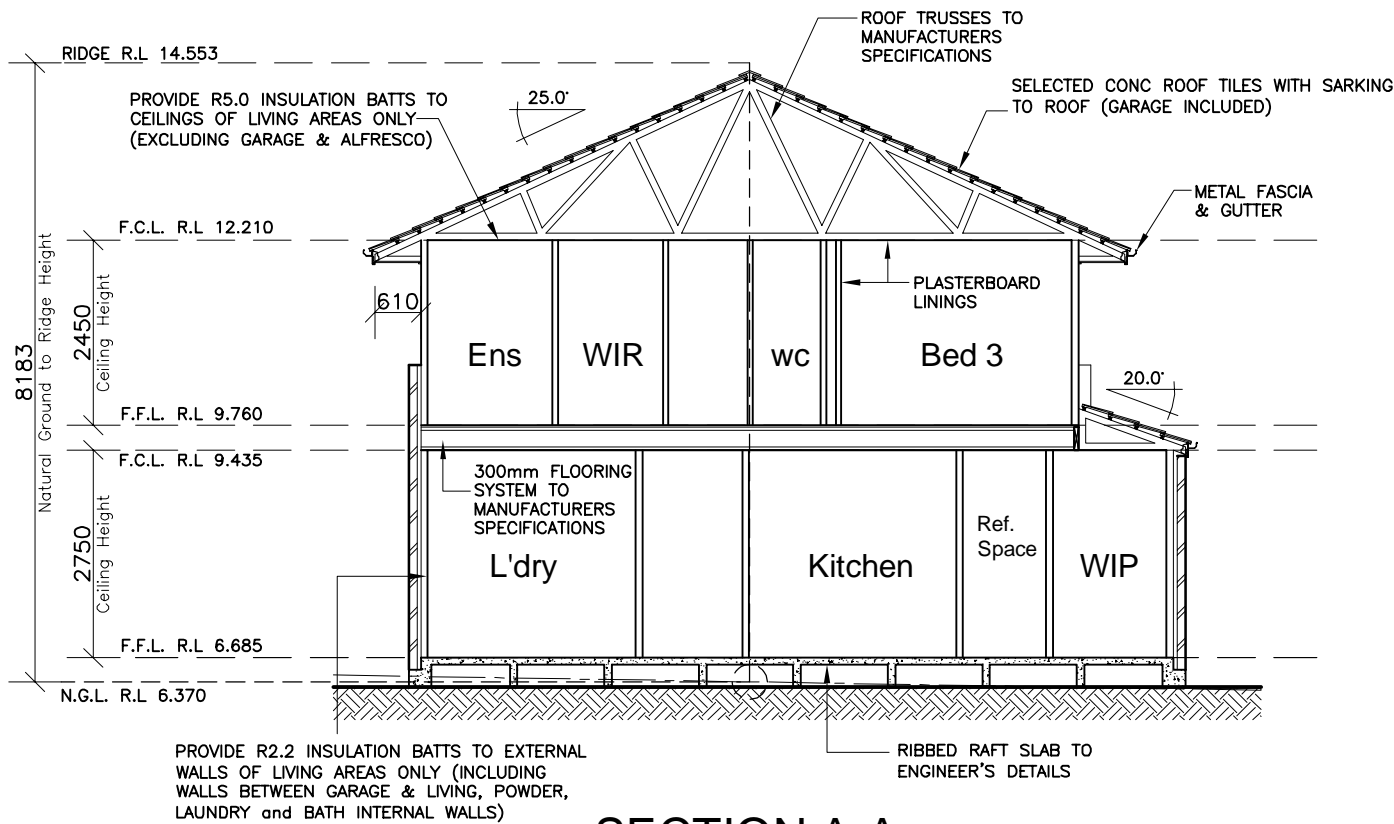 ROOF TRUSSES TO
MANUFACTURERS
SPECIFICATIONS
RIDGE R.L 14.553
SELECTED CONC ROOF TILES WITH SARKING
TO ROOF (GARAGE INCLUDED)
PROVIDE R5.0 INSULATION BATTS TO
CEILINGS OF LIVING AREAS ONLY
(EXCLUDING GARAGE & ALFRESCO)
25.0°
METAL FASCIA
& GUTTER
F.C.L. R.L 12.210
PLASTERBOARD
LININGS
610
8183
Natural Ground to Ridge Height
2450
Ceiling Height
Ens
WIR
wc
Bed 3
20.0°
F.F.L. R.L 9.760
F.C.L. R.L 9.435
300mm FLOORING
SYSTEM TO
MANUFACTURERS
SPECIFICATIONS
2750
Ceiling Height
L'dry
Kitchen
Ref.
Space
WIP
F.F.L. R.L 6.685
N.G.L. R.L 6.370
PROVIDE R2.2 INSULATION BATTS TO EXTERNAL
WALLS OF LIVING AREAS ONLY (INCLUDING
WALLS BETWEEN GARAGE & LIVING, POWDER,
LAUNDRY and BATH INTERNAL WALLS)
RIBBED RAFT SLAB TO
ENGINEER'S DETAILS
SECTION A-A